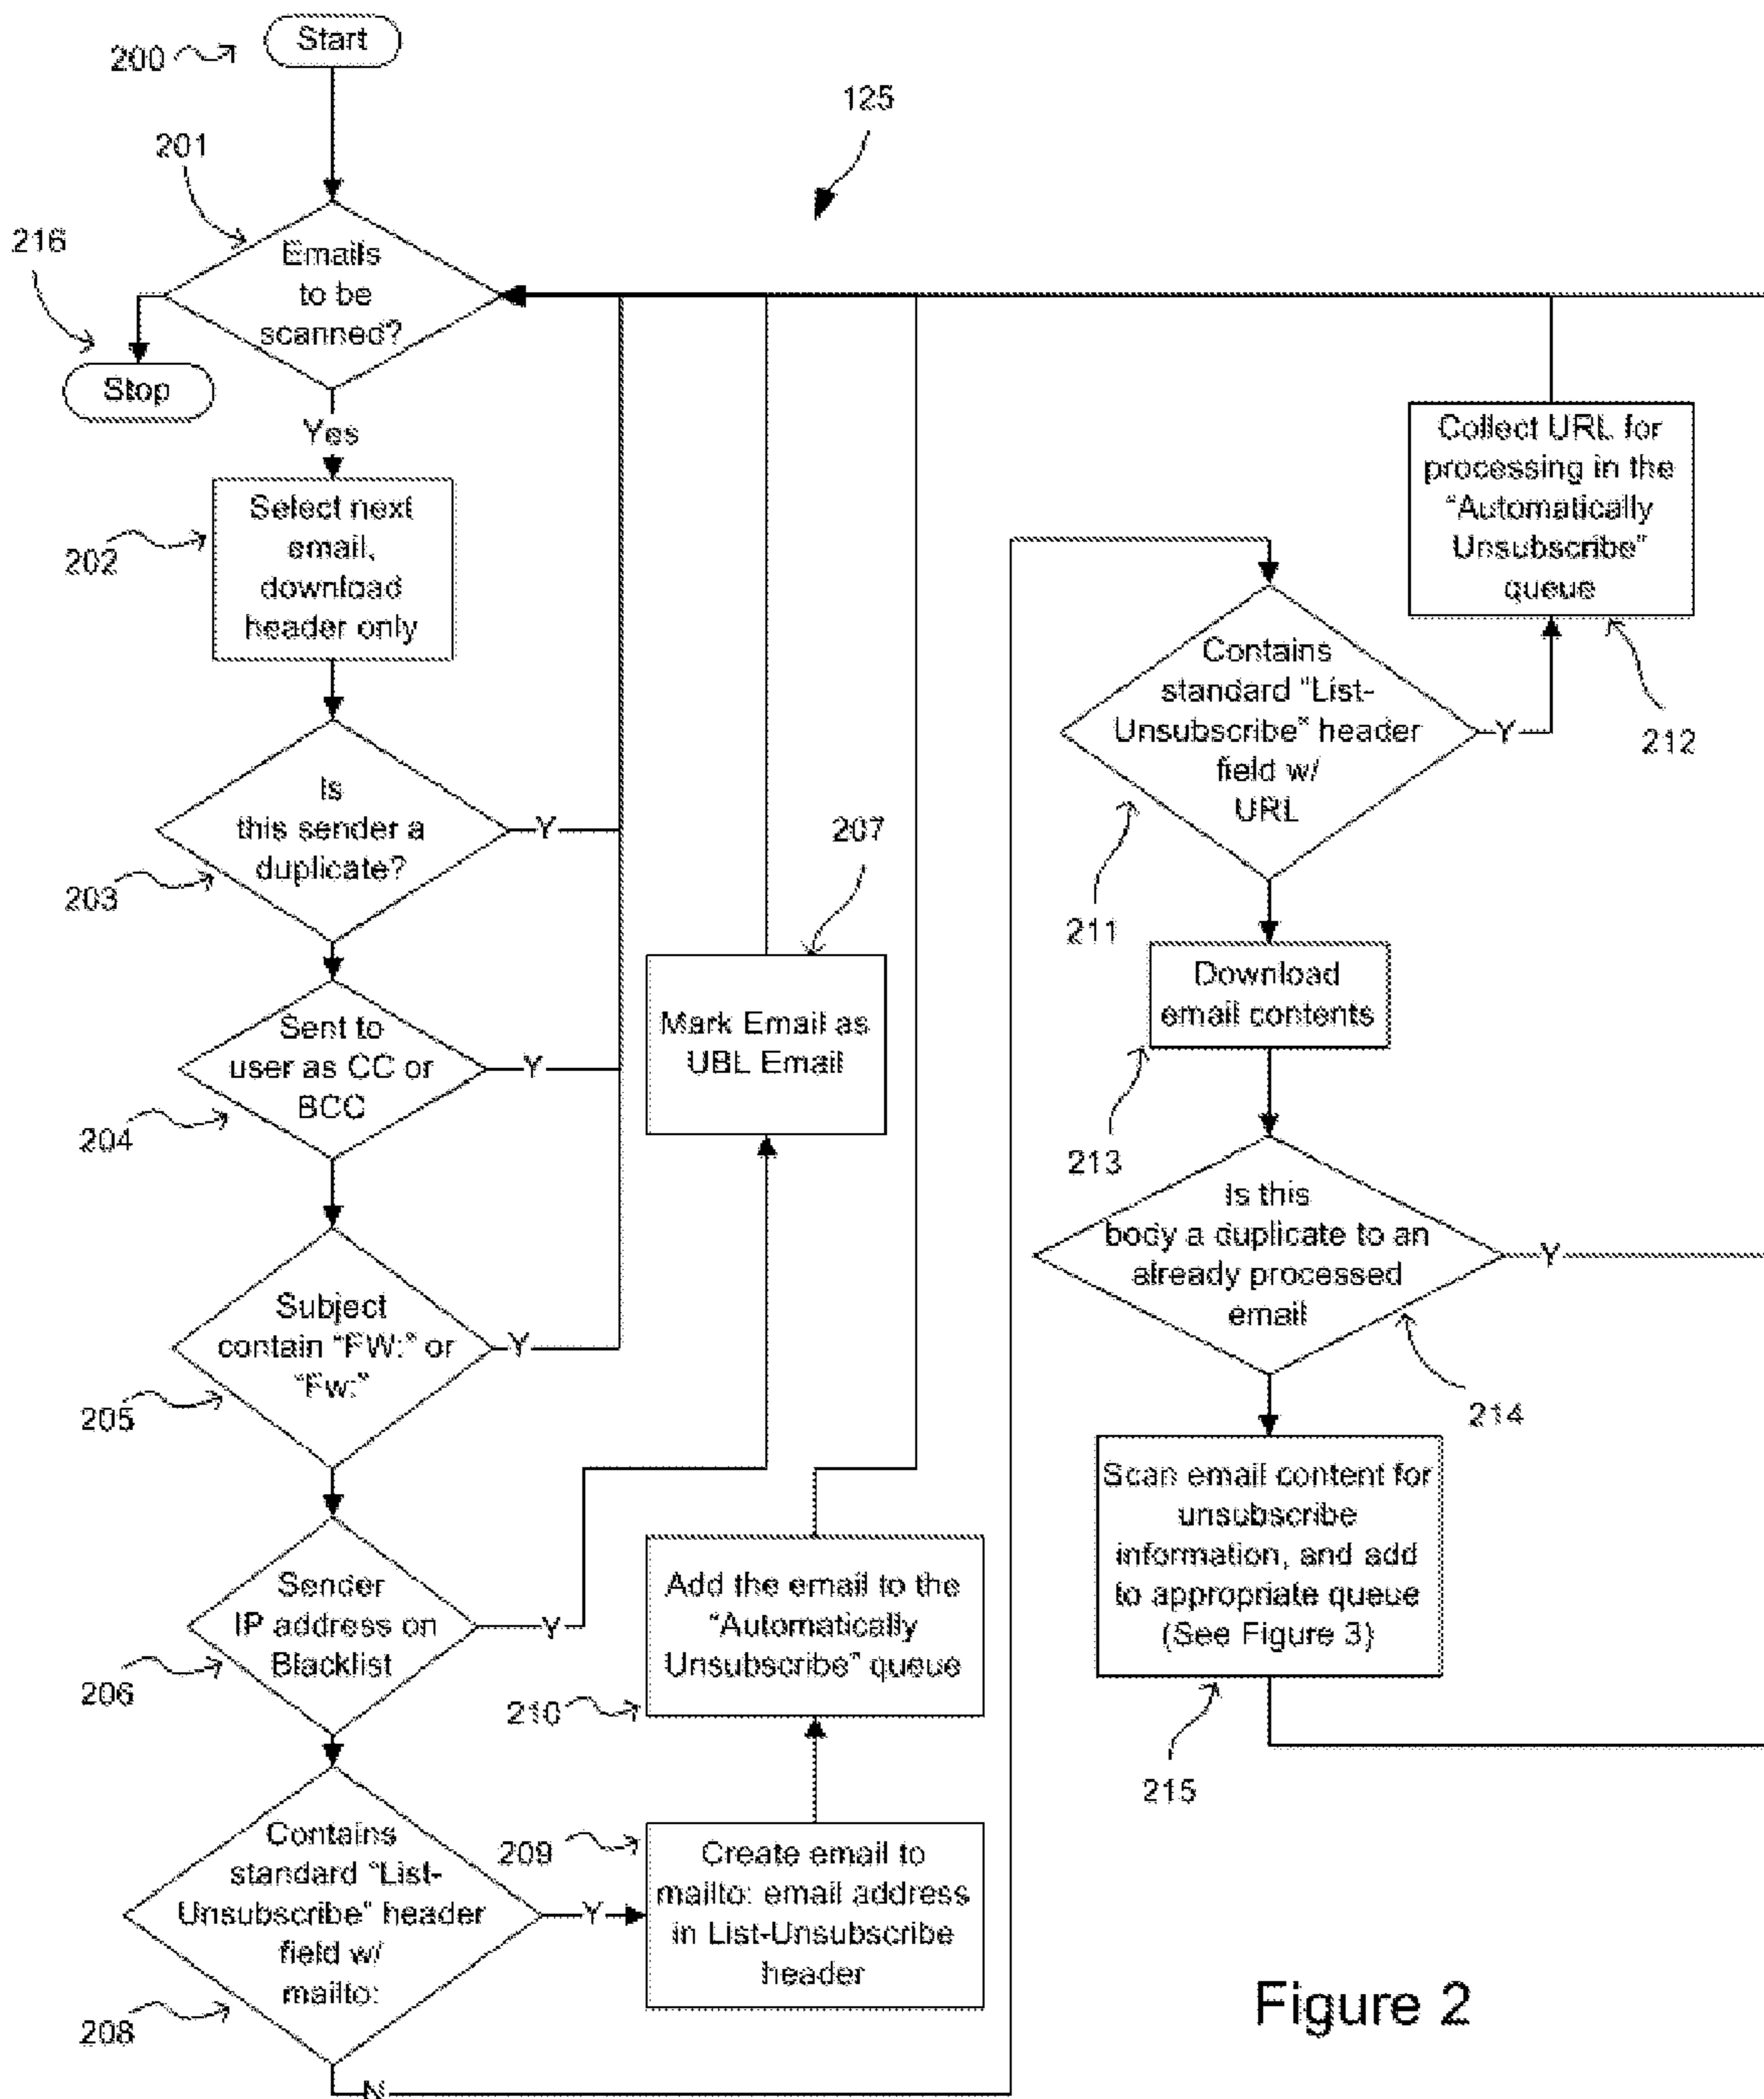 Start
200
125
201
216
Emails
to be
scanned?
Stop
Yes
Select next
email,
download
header only
202
Is
this sender a
duplicate?
Y
203
Sent to
user as CC or
BCC
Y
204
Subject
contain "FW:" or
"Fw:"
Y
205
Sender
IP address on
Blacklist
Y
206
207
Mark Email as
UBL Email
Contains
standard "List-
Unsubscribe" header
field w/
mailto:
Y
208
N
209
Create email to
mailto: email address
in List-Unsubscribe
header
Add the email to the
"Automatically
Unsubscribe" queue
210
Contains
standard "List-
Unsubscribe" header
field w/
URL
Y
211
Collect URL for
processing in the
"Automatically
Unsubscribe"
queue
212
Download
email contents
213
Is this
body a duplicate to an
already processed
email
Y
214
Scan email content for
unsubscribe
information, and add
to appropriate queue
(See Figure 3)
215
Figure 2